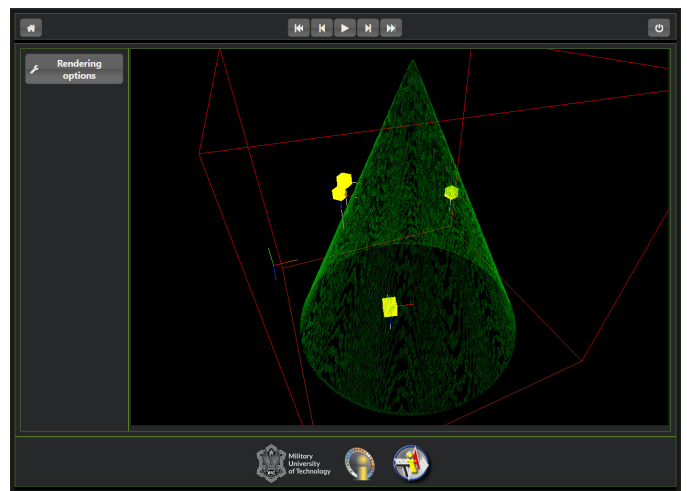 Rendering
options
Military
University
of Technology